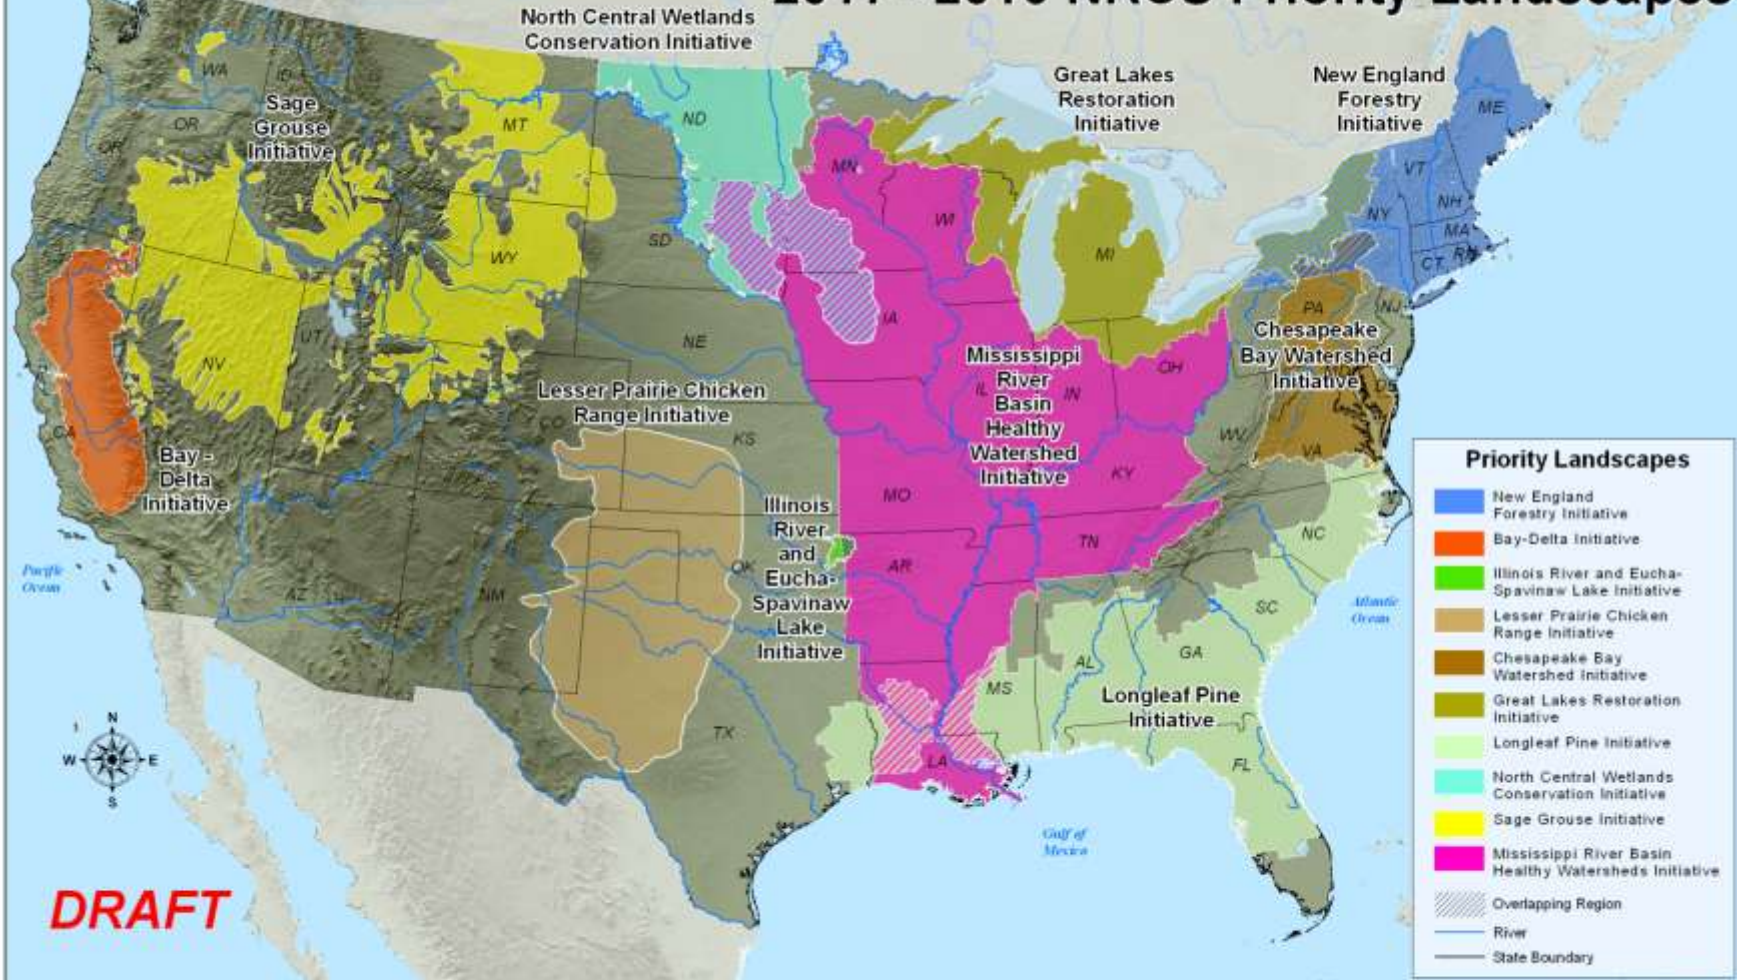 2011 - 2015 NRCS Priority Landscapes
North Central Wetlands
Conservation Initiative
Great Lakes
Restoration
Initiative
New England
Forestry
Initiative
Sage
Grouse
Initiative
WA
ID
OR
MT
ND
MN
ME
VT
NH
NY
MA
CT
RI
WI
SD
WY
MI
PA
NJ
Chesapeake
Bay Watershed
Initiative
IA
NE
UT
NV
Mississippi
River
Basin
Healthy
Watershed
Initiative
IL
IN
OH
Lesser Prairie Chicken
Range Initiative
CO
KS
CA
WV
VA
Bay -
Delta
Initiative
MO
KY
Illinois
River
and
Eucha-
Spavinaw
Lake
Initiative
NC
TN
AR
OK
AZ
NM
SC
GA
AL
MS
Longleaf Pine
Initiative
TX
LA
FL
Pacific
Ocean
Atlantic
Ocean
Gulf of
Mexico
N
W
E
S
DRAFT
Priority Landscapes
New England
Forestry Initiative
Bay-Delta Initiative
Illinois River and Eucha-
Spavinaw Lake Initiative
Lesser Prairie Chicken
Range Initiative
Chesapeake Bay
Watershed Initiative
Great Lakes Restoration
Initiative
Longleaf Pine Initiative
North Central Wetlands
Conservation Initiative
Sage Grouse Initiative
Mississippi River Basin
Healthy Watersheds Initiative
Overlapping Region
River
State Boundary